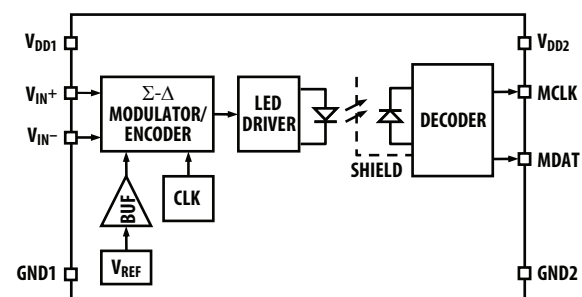 VDD1
VDD2
VIN+
VIN–
Σ-Δ
MODULATOR/
ENCODER
LED
DRIVER
SHIELD
DECODER
MCLK
MDAT
BUF
CLK
VREF
GND1
GND2